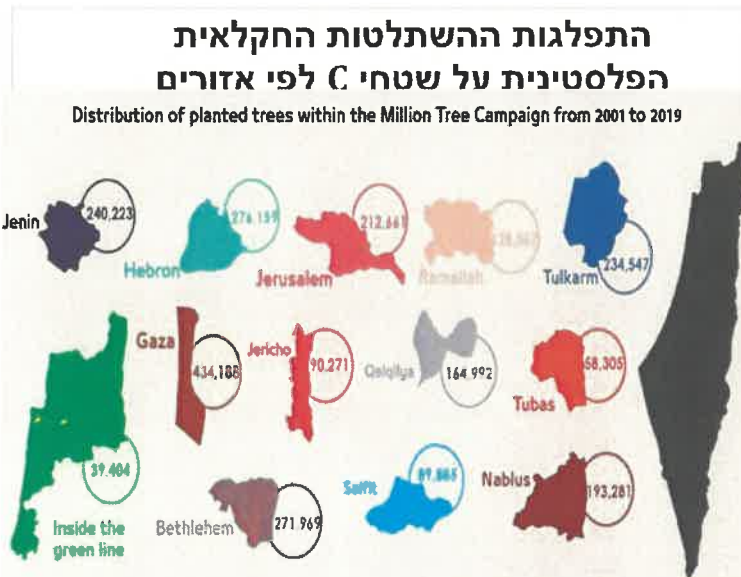 התפלגות ההשתלטות החקלאית
הפלסטינית על שטחי C לפי אזורים
Distribution of planted trees within the Million Tree Campaign from 2001 to 2019
Jenin
240,223
Hebron
276.159
Jerusalem
212.661
Ramallah
Tulkarm
234,547
Gaza
434,188
Jericho
90.271
Qalqilya
164.992
Tubas
58,305
39.404
Inside the
green line
Bethlehem
271.969
Salfit
89.885
Nablus
193,281